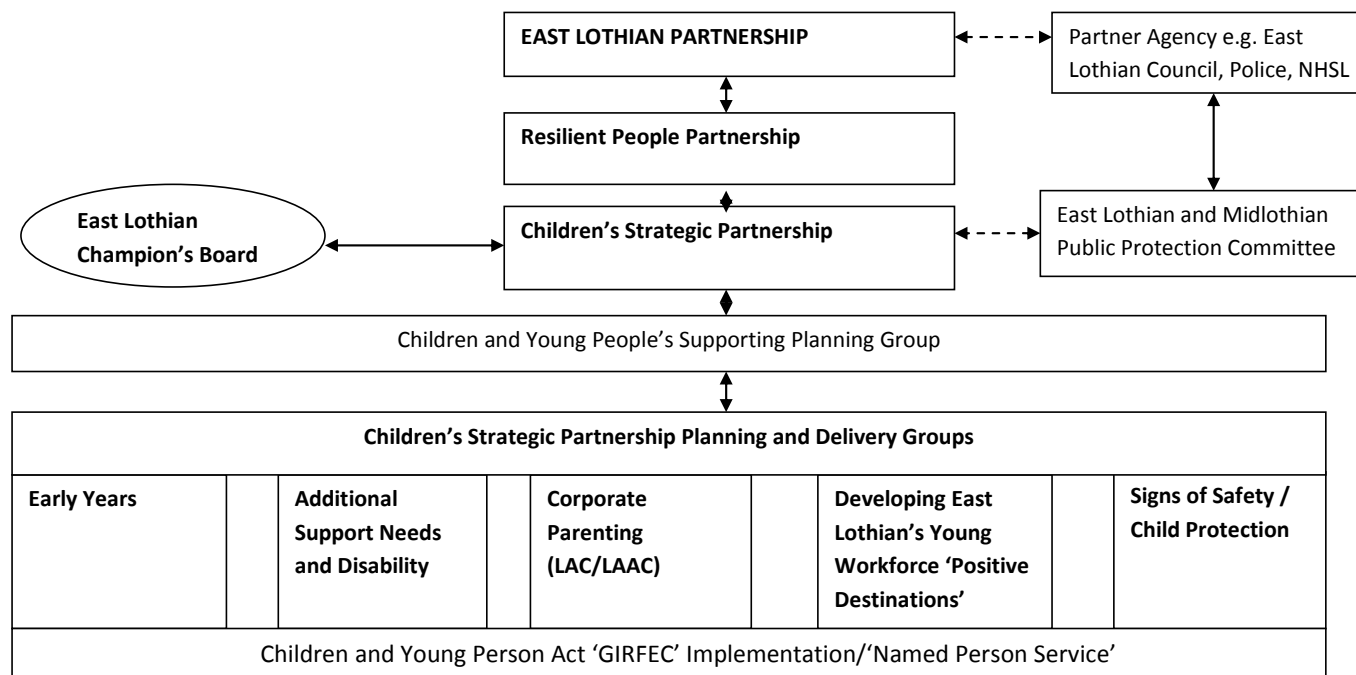 EAST LOTHIAN PARTNERSHIP
Partner Agency e.g. East
Lothian Council, Police, NHSL
Resilient People Partnership
East Lothian
Champion’s Board
Children’s Strategic Partnership
East Lothian and Midlothian
Public Protection Committee
Children and Young People’s Supporting Planning Group
Children’s Strategic Partnership Planning and Delivery Groups
Early Years
Additional
Support Needs
and Disability
Corporate
Parenting
(LAC/LAAC)
Developing East
Lothian’s Young
Workforce ‘Positive
Destinations’
Signs of Safety /
Child Protection
Children and Young Person Act ‘GIRFEC’ Implementation/‘Named Person Service’